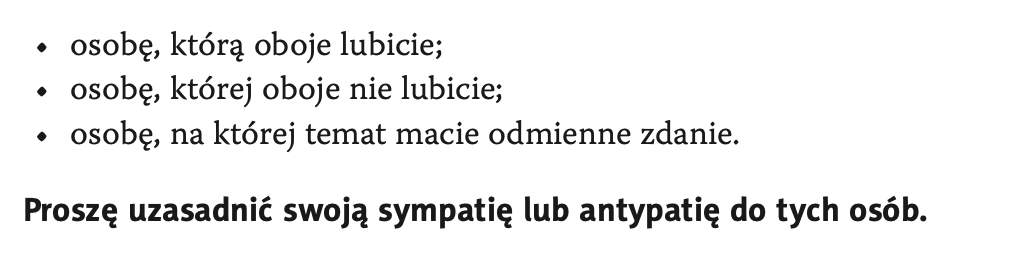 • osobę, którą oboje lubicie;
• osobę, której oboje nie lubicie;
• osobę, na której temat macie odmienne zdanie.
Proszę uzasadnić swoją sympatię lub antypatię do tych osób.